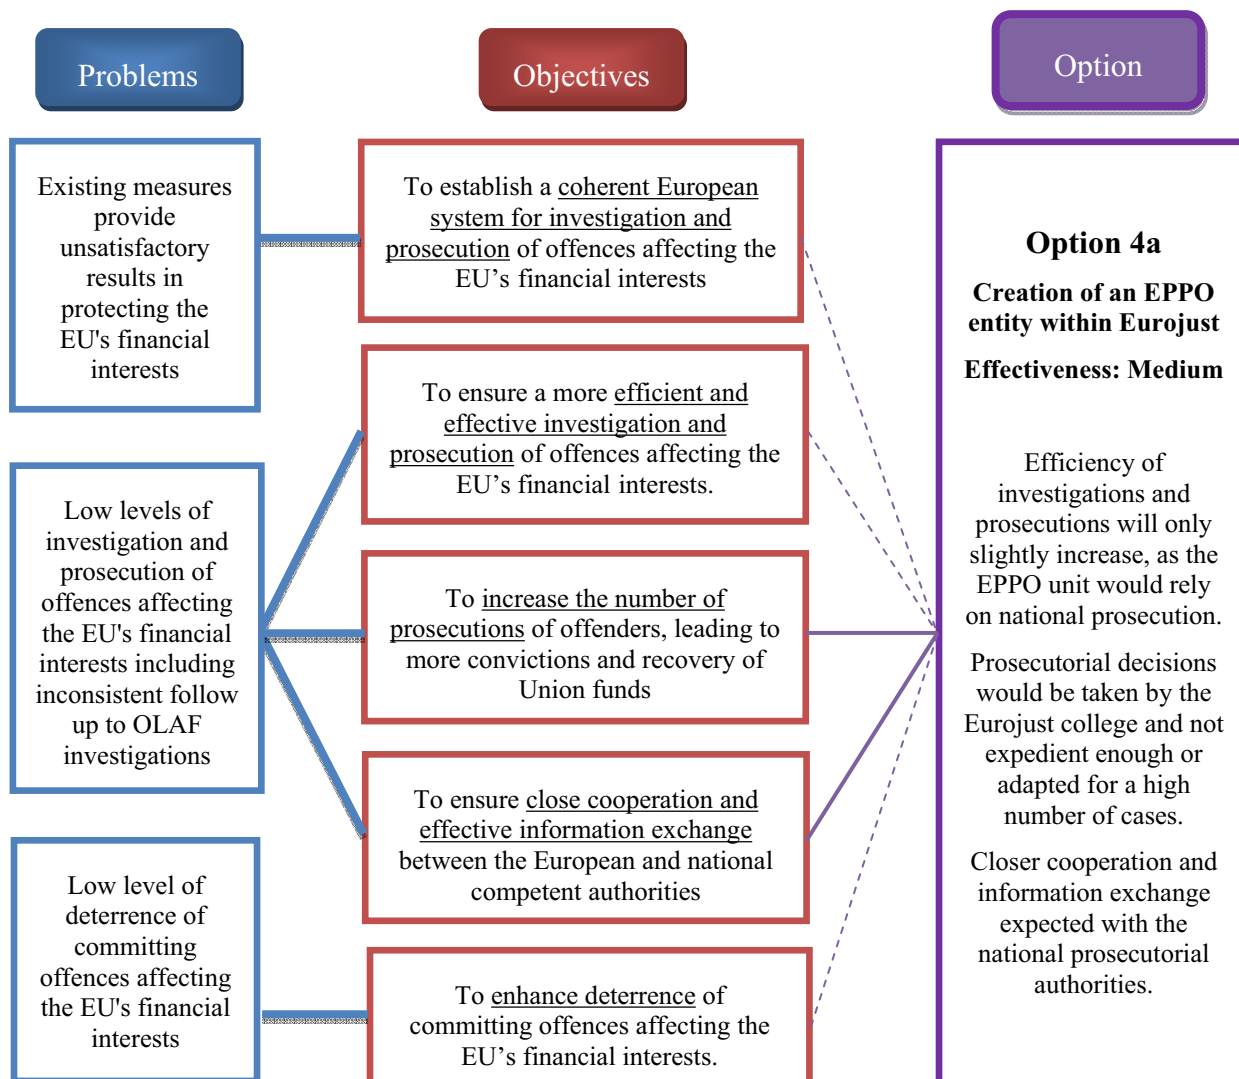 Problems
Objectives
Option
Existing measures
provide
unsatisfactory
results in
protecting the
EU's financial
interests
Low levels of
investigation and
prosecution of
offences affecting
the EU's financial
interests including
inconsistent follow
up to OLAF
investigations
Low level of
deterrence of
committing
offences affecting
the EU's financial
interests
To establish a coherent European
system for investigation and
prosecution of offences affecting the
EU’s financial interests
To ensure a more efficient and
effective investigation and
prosecution of offences affecting the
EU’s financial interests.
To increase the number of
prosecutions of offenders, leading to
more convictions and recovery of
Union funds
To ensure close cooperation and
effective information exchange
between the European and national
competent authorities
To enhance deterrence of
committing offences affecting the
EU’s financial interests.
Option 4a
Creation of an EPPO
entity within Eurojust
Effectiveness: Medium
Efficiency of
investigations and
prosecutions will only
slightly increase, as the
EPPO unit would rely
on national prosecution.
Prosecutorial decisions
would be taken by the
Eurojust college and not
expedient enough or
adapted for a high
number of cases.
Closer cooperation and
information exchange
expected with the
national prosecutorial
authorities.